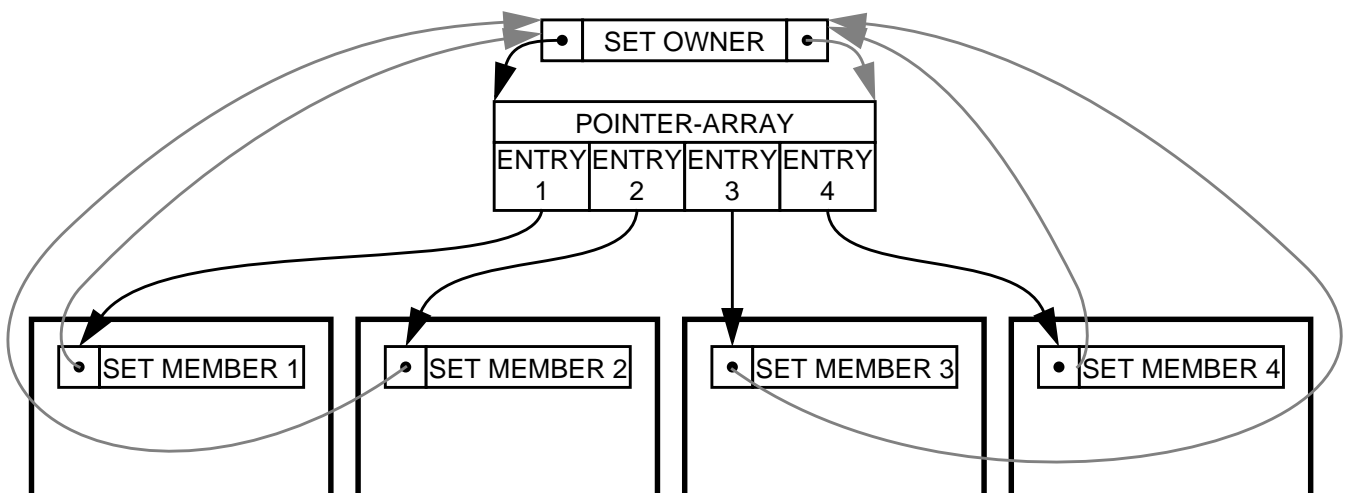 SET OWNER
POINTER-ARRAY
ENTRY ENTRY ENTRY ENTRY
1 2 3 4
SET MEMBER 1 SET MEMBER 2 SET MEMBER 3 SET MEMBER 4